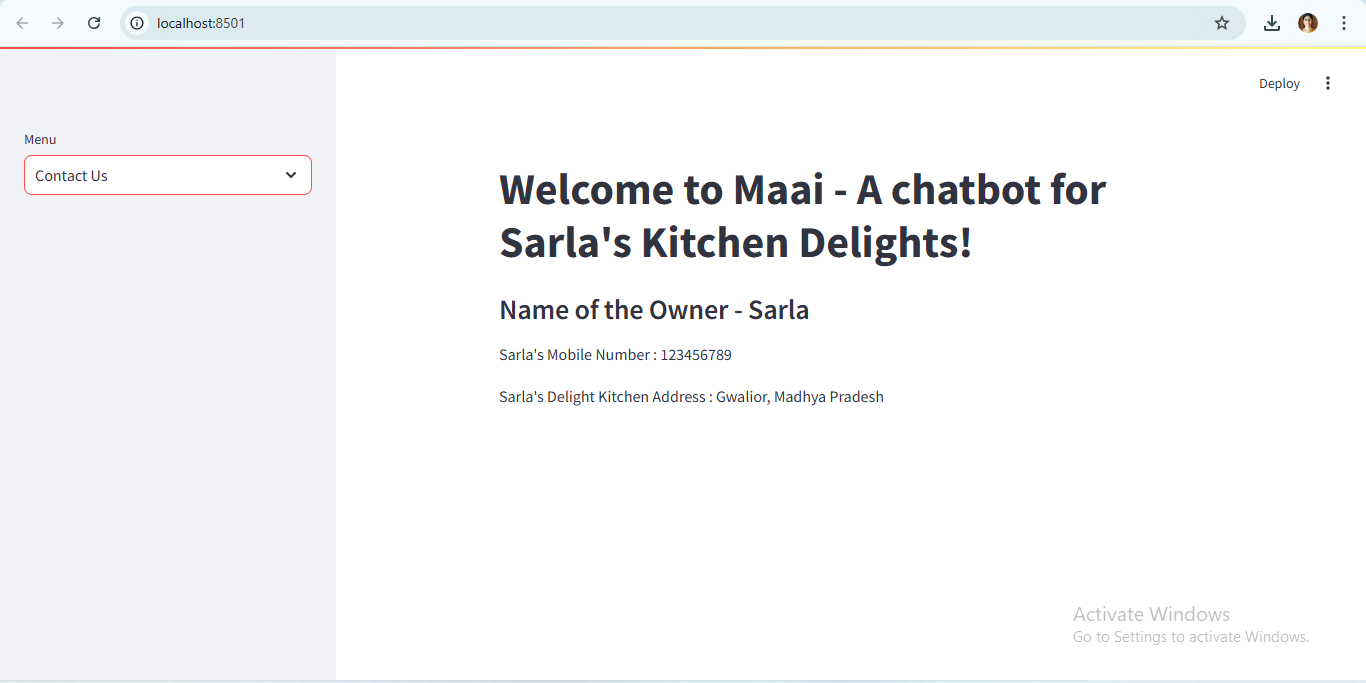 localhost:8501
Deploy
Menu
Contact Us
Welcome to Maai - A chatbot for
Sarla's Kitchen Delights!
Name of the Owner - Sarla
Sarla's Mobile Number : 123456789
Sarla's Delight Kitchen Address : Gwalior, Madhya Pradesh
Activate Windows
Go to Settings to activate Windows.